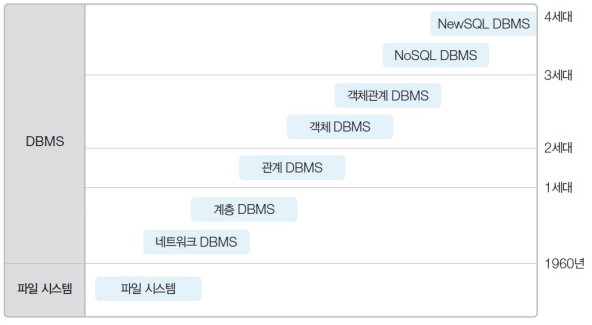 4세대
NewSQL DBMS
NoSQL DBMS
3세대
객체관계 DBMS
객체 DBMS
DBMS
2세대
관계 DBMS
1세대
계층 DBMS
네트워크 DBMS
1960년
파일 시스템
파일 시스템